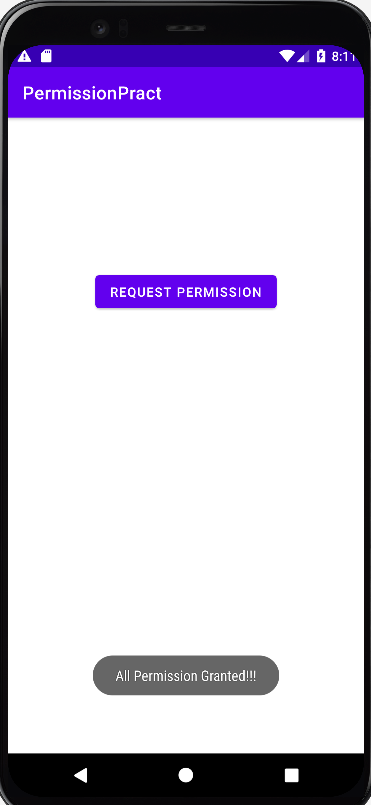 8:11
PermissionPract
REQUEST PERMISSION
All Permission Granted!!!